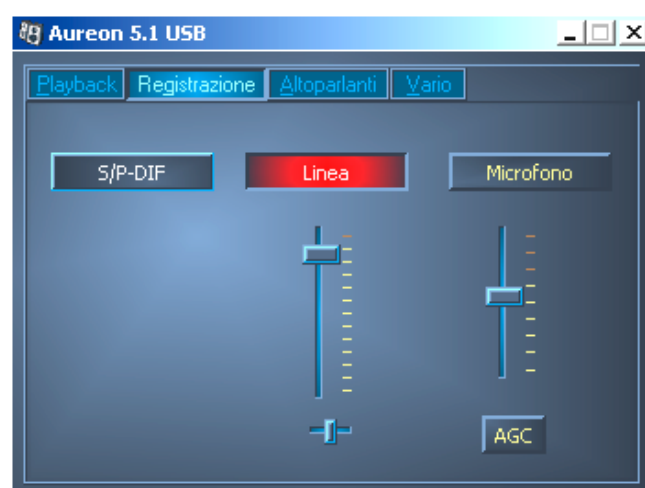 Aureon 5.1 USB
Playback Registrazione Altoparlanti Vario
S/P-DIF Linea Microfono
AGC